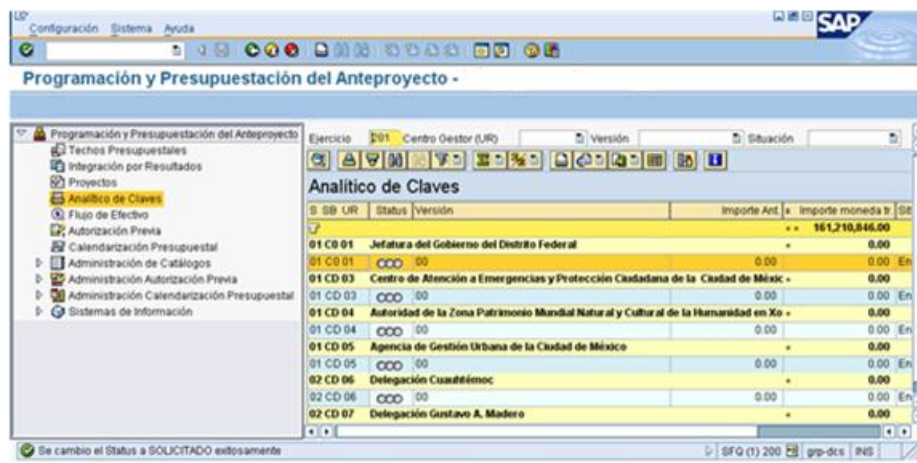 Configuración Sistema Ayuda
SAP
Programación y Presupuestación del Anteproyecto -
Programación y Presupuestación del Anteproyecto
Techos Presupuestales
Integración por Resultados
Proyectos
Analítico de Claves
Flujo de Efectivo
Autorización Previa
Calendarización Presupuestal
Administración de Catálogos
Administración Autorización Previa
Administración Calendarización Presupuestal
Sistemas de Información
Ejercicio 201 Centro Gestor (UR) Versión Situación
Analítico de Claves
S SB UR Status Versión Importe Ant. Importe moneda tr. Sit
161,210,846.00
01 C0 01 Jefatura del Gobierno del Distrito Federal 0.00
01 C0 01 00 0.00 0.00 En
01 CD 03 Centro de Atención a Emergencias y Protección Ciudadana de la Ciudad de Méxic 0.00
01 CD 03 00 0.00 0.00 En
01 CD 04 Autoridad de la Zona Patrimonio Mundial Natural y Cultural de la Humanidad en Xo 0.00
01 CD 04 00 0.00 0.00 En
01 CD 05 Agencia de Gestión Urbana de la Ciudad de México 0.00
01 CD 05 00 0.00 0.00 En
02 CD 06 Delegación Cuauhtémoc 0.00
02 CD 06 00 0.00 0.00 En
02 CD 07 Delegación Gustavo A. Madero 0.00
Se cambio el Status a SOLICITADO exitosamente
SFQ (1) 200 grp-dcs INS